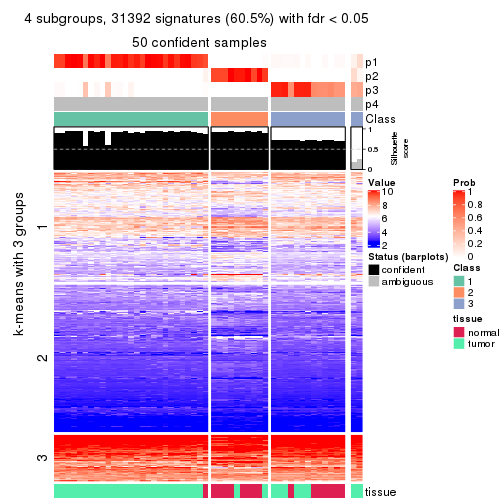 4 subgroups, 31392 signatures (60.5%) with fdr < 0.05
50 confident samples
p1
p2
p3
p4
Class
1
0.5
0
Silhouette
score
k-means with 3 groups
1
2
3
tissue
Value
10
8
6
4
2
Status (barplots)
confident
ambiguous
Prob
1
0.8
0.6
0.4
0.2
0
Class
1
2
3
tissue
normal
tumor